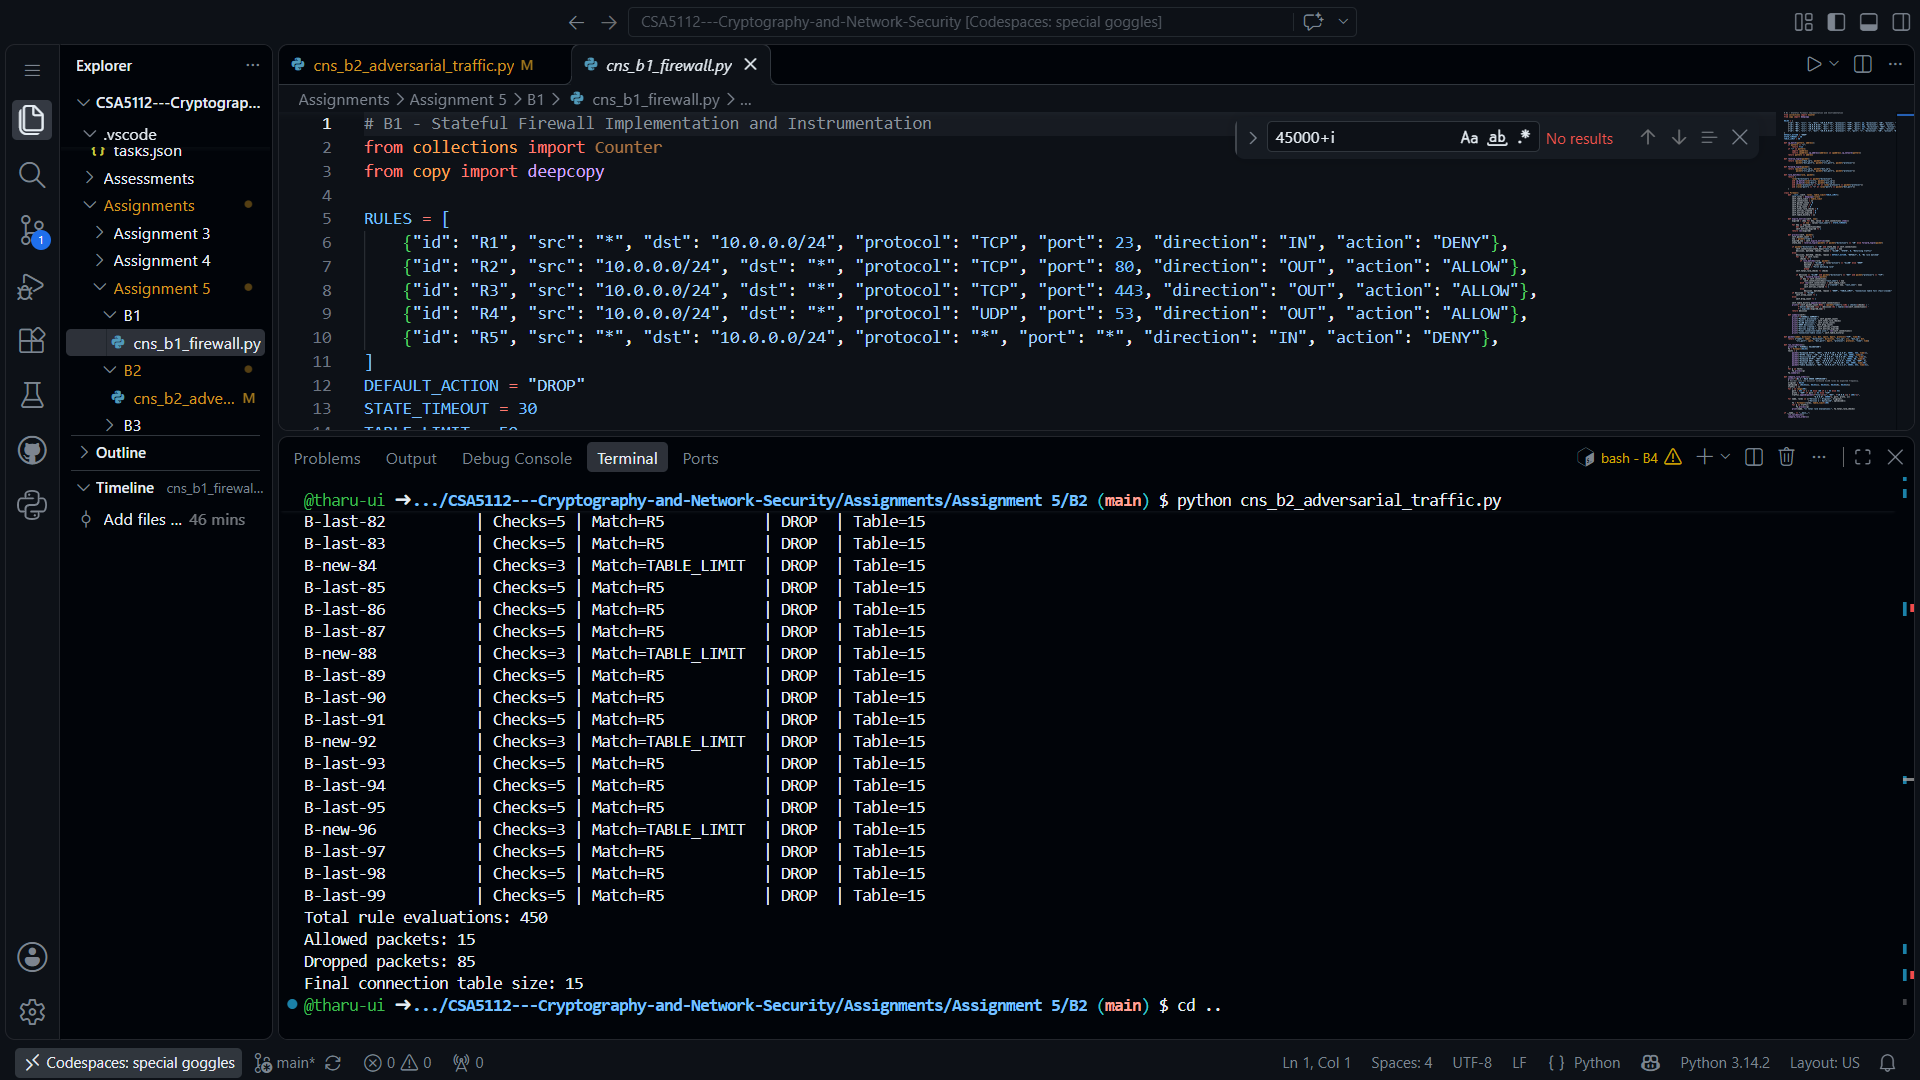 CSA5112---Cryptography-and-Network-Security [Codespaces: special goggles]
Explorer
CSA5112---Cryptograp...
.vscode
tasks.json
Assessments
Assignments
Assignment 3
Assignment 4
Assignment 5
B1
cns_b1_firewall.py
B2
cns_b2_adve... M
B3
Outline
Timeline cns_b1_firewal...
Add files ... 46 mins
1
cns_b2_adversarial_traffic.py M
cns_b1_firewall.py
Assignments > Assignment 5 > B1 > cns_b1_firewall.py > ...
45000+i Aa ab .* No results
1 # B1 - Stateful Firewall Implementation and Instrumentation
2 from collections import Counter
3 from copy import deepcopy
4
5 RULES = [
6 {"id": "R1", "src": "*", "dst": "10.0.0.0/24", "protocol": "TCP", "port": 23, "direction": "IN", "action": "DENY"},
7 {"id": "R2", "src": "10.0.0.0/24", "dst": "*", "protocol": "TCP", "port": 80, "direction": "OUT", "action": "ALLOW"},
8 {"id": "R3", "src": "10.0.0.0/24", "dst": "*", "protocol": "TCP", "port": 443, "direction": "OUT", "action": "ALLOW"},
9 {"id": "R4", "src": "10.0.0.0/24", "dst": "*", "protocol": "UDP", "port": 53, "direction": "OUT", "action": "ALLOW"},
10 {"id": "R5", "src": "*", "dst": "10.0.0.0/24", "protocol": "*", "port": "*", "direction": "IN", "action": "DENY"},
11 ]
12 DEFAULT_ACTION = "DROP"
13 STATE_TIMEOUT = 30
Problems Output Debug Console Terminal Ports
bash - B4
@tharu-ui ➜.../CSA5112---Cryptography-and-Network-Security/Assignments/Assignment 5/B2 (main) $ python cns_b2_adversarial_traffic.py
B-last-82 | Checks=5 | Match=R5 | DROP | Table=15
B-last-83 | Checks=5 | Match=R5 | DROP | Table=15
B-new-84 | Checks=3 | Match=TABLE_LIMIT | DROP | Table=15
B-last-85 | Checks=5 | Match=R5 | DROP | Table=15
B-last-86 | Checks=5 | Match=R5 | DROP | Table=15
B-last-87 | Checks=5 | Match=R5 | DROP | Table=15
B-new-88 | Checks=3 | Match=TABLE_LIMIT | DROP | Table=15
B-last-89 | Checks=5 | Match=R5 | DROP | Table=15
B-last-90 | Checks=5 | Match=R5 | DROP | Table=15
B-last-91 | Checks=5 | Match=R5 | DROP | Table=15
B-new-92 | Checks=3 | Match=TABLE_LIMIT | DROP | Table=15
B-last-93 | Checks=5 | Match=R5 | DROP | Table=15
B-last-94 | Checks=5 | Match=R5 | DROP | Table=15
B-last-95 | Checks=5 | Match=R5 | DROP | Table=15
B-new-96 | Checks=3 | Match=TABLE_LIMIT | DROP | Table=15
B-last-97 | Checks=5 | Match=R5 | DROP | Table=15
B-last-98 | Checks=5 | Match=R5 | DROP | Table=15
B-last-99 | Checks=5 | Match=R5 | DROP | Table=15
Total rule evaluations: 450
Allowed packets: 15
Dropped packets: 85
Final connection table size: 15
@tharu-ui ➜.../CSA5112---Cryptography-and-Network-Security/Assignments/Assignment 5/B2 (main) $ cd ..
Codespaces: special goggles main* 0 0 0 Ln 1, Col 1 Spaces: 4 UTF-8 LF { } Python Python 3.14.2 Layout: US